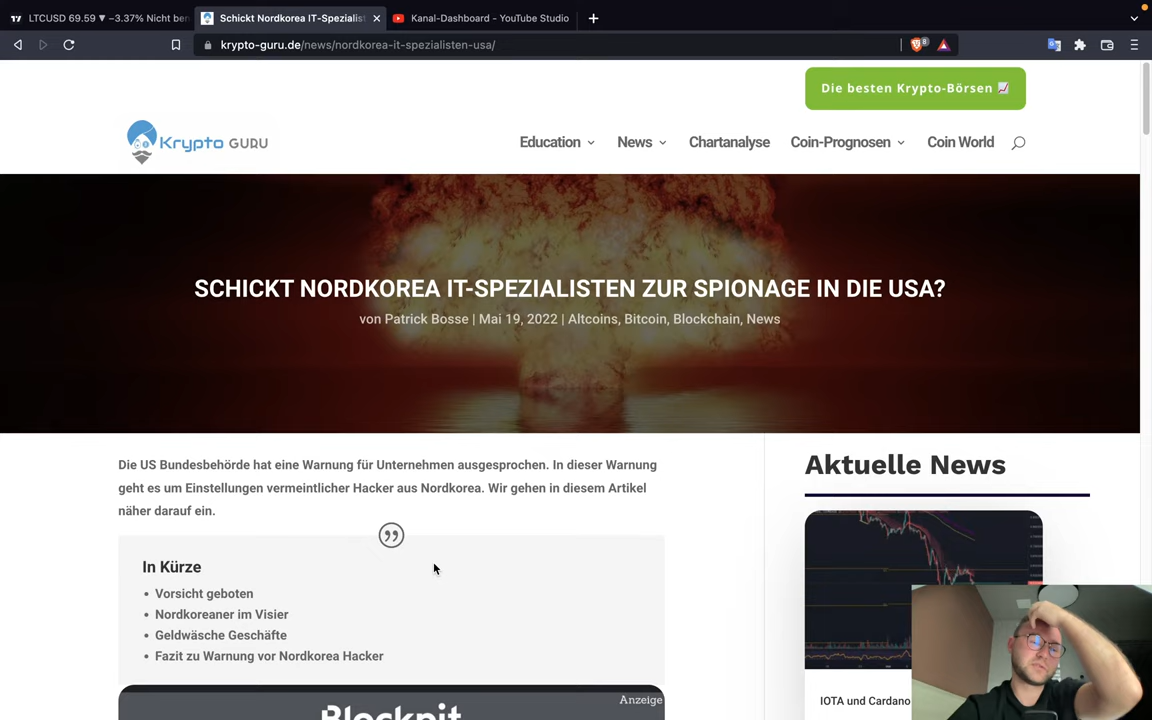 LTCUSD 69.59 ▼ −3.37% Nicht ben
Schickt Nordkorea IT-Spezialist
Kanal-Dashboard - YouTube Studio
krypto-guru.de/news/nordkorea-it-spezialisten-usa/
8
Die besten Krypto-Börsen
Krypto GURU
Education News Chartanalyse Coin-Prognosen Coin World
SCHICKT NORDKOREA IT-SPEZIALISTEN ZUR SPIONAGE IN DIE USA?
von Patrick Bosse | Mai 19, 2022 | Altcoins, Bitcoin, Blockchain, News
Die US Bundesbehörde hat eine Warnung für Unternehmen ausgesprochen. In dieser Warnung
geht es um Einstellungen vermeintlicher Hacker aus Nordkorea. Wir gehen in diesem Artikel
näher darauf ein.
In Kürze
• Vorsicht geboten
• Nordkoreaner im Visier
• Geldwäsche Geschäfte
• Fazit zu Warnung vor Nordkorea Hacker
Anzeige
Blockpit
Aktuelle News
IOTA und Cardano